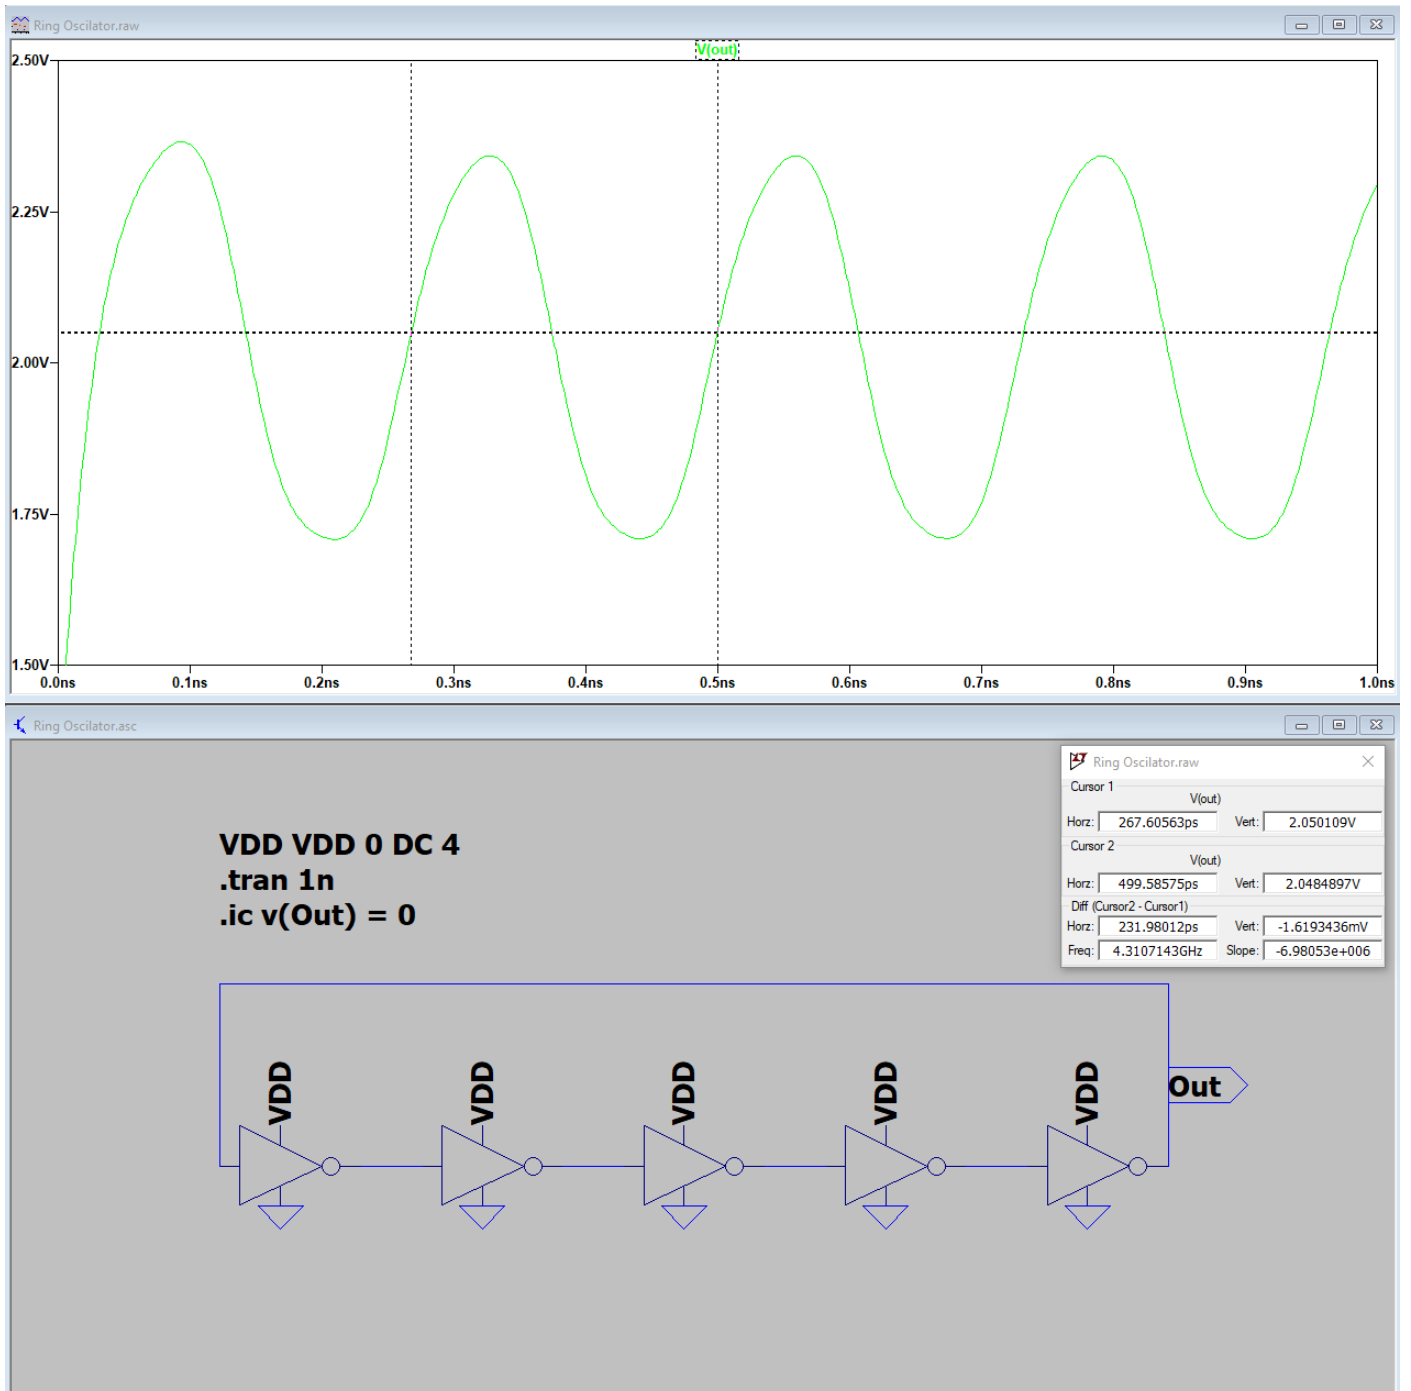 Ring Oscilator.raw
V(out)
2.50V
2.25V
2.00V
1.75V
1.50V
0.0ns 0.1ns 0.2ns 0.3ns 0.4ns 0.5ns 0.6ns 0.7ns 0.8ns 0.9ns 1.0ns
Ring Oscilator.asc
Ring Oscilator.raw
Cursor 1
V(out)
Horz: 267.60563ps Vert: 2.050109V
Cursor 2
V(out)
Horz: 499.58575ps Vert: 2.0484897V
Diff (Cursor2 - Cursor1)
Horz: 231.98012ps Vert: -1.6193436mV
Freq: 4.3107143GHz Slope: -6.98053e+006
VDD VDD 0 DC 4
.tran 1n
.ic v(Out) = 0
VDD VDD VDD VDD VDD
Out